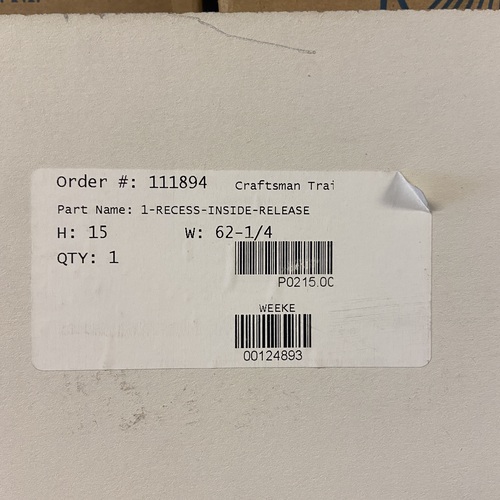 Order #: 111894 Craftsman Trai
Part Name: 1-RECESS-INSIDE-RELEASE
H: 15 W: 62-1/4
QTY: 1
P0215.00
WEEKE
00124893